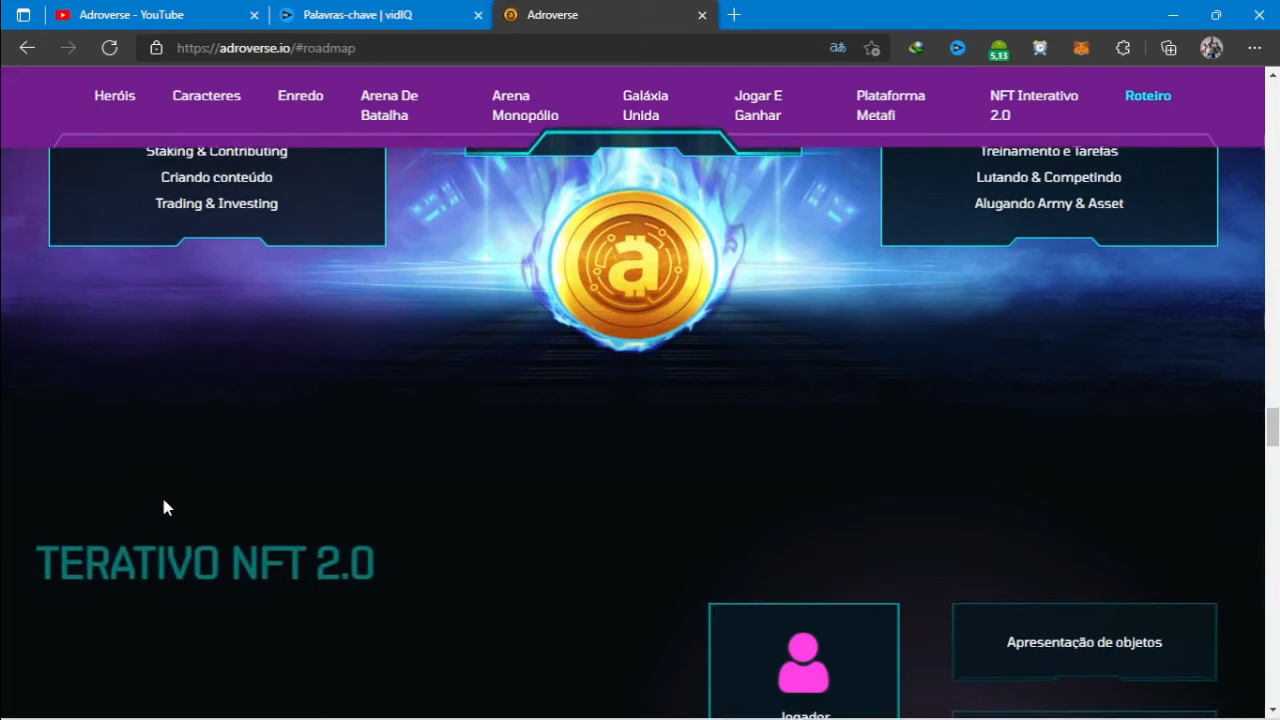 Adroverse - YouTube
Palavras-chave | vidIQ
Adroverse
https://adroverse.io/#roadmap
aあ
5,13
Heróis
Caracteres
Enredo
Arena De
Batalha
Arena
Monopólio
Galáxia
Unida
Jogar E
Ganhar
Plataforma
Metafi
NFT Interativo
2.0
Roteiro
Staking & Contributing
Criando conteúdo
Trading & Investing
Treinamento e Tarefas
Lutando & Competindo
Alugando Army & Asset
a
TERATIVO NFT 2.0
Jogador
Apresentação de objetos